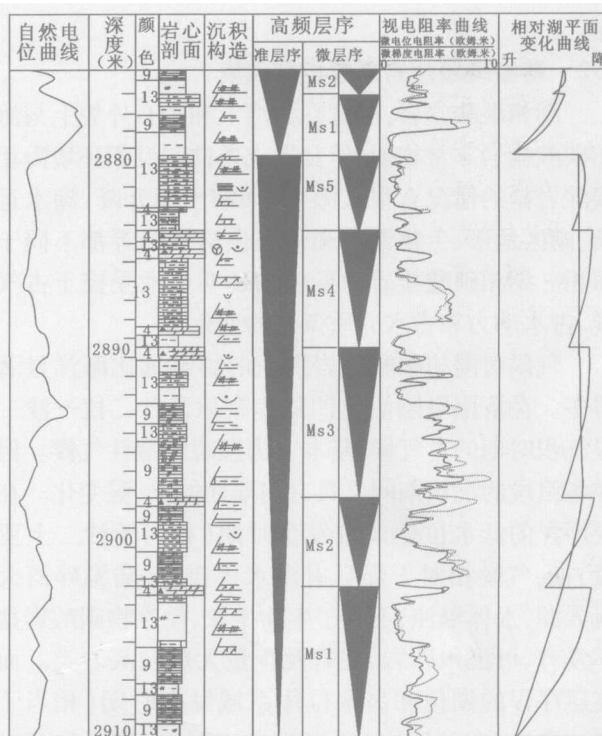 自然电位曲线
深度(米)
颜色
岩心剖面
沉积构造
高频层序
准层序
微层序
视电阻率曲线
微电位电阻率(欧姆.米)
微梯度电阻率(欧姆.米)
0 10
相对湖平面变化曲线
升 降
2880
2890
2900
2910
9
13
9
13
13
13
4
13
4
4
13
9
13
9
9
13
9
4
13
9
13
9
13
Ms2
Ms1
Ms5
Ms4
Ms3
Ms2
Ms1